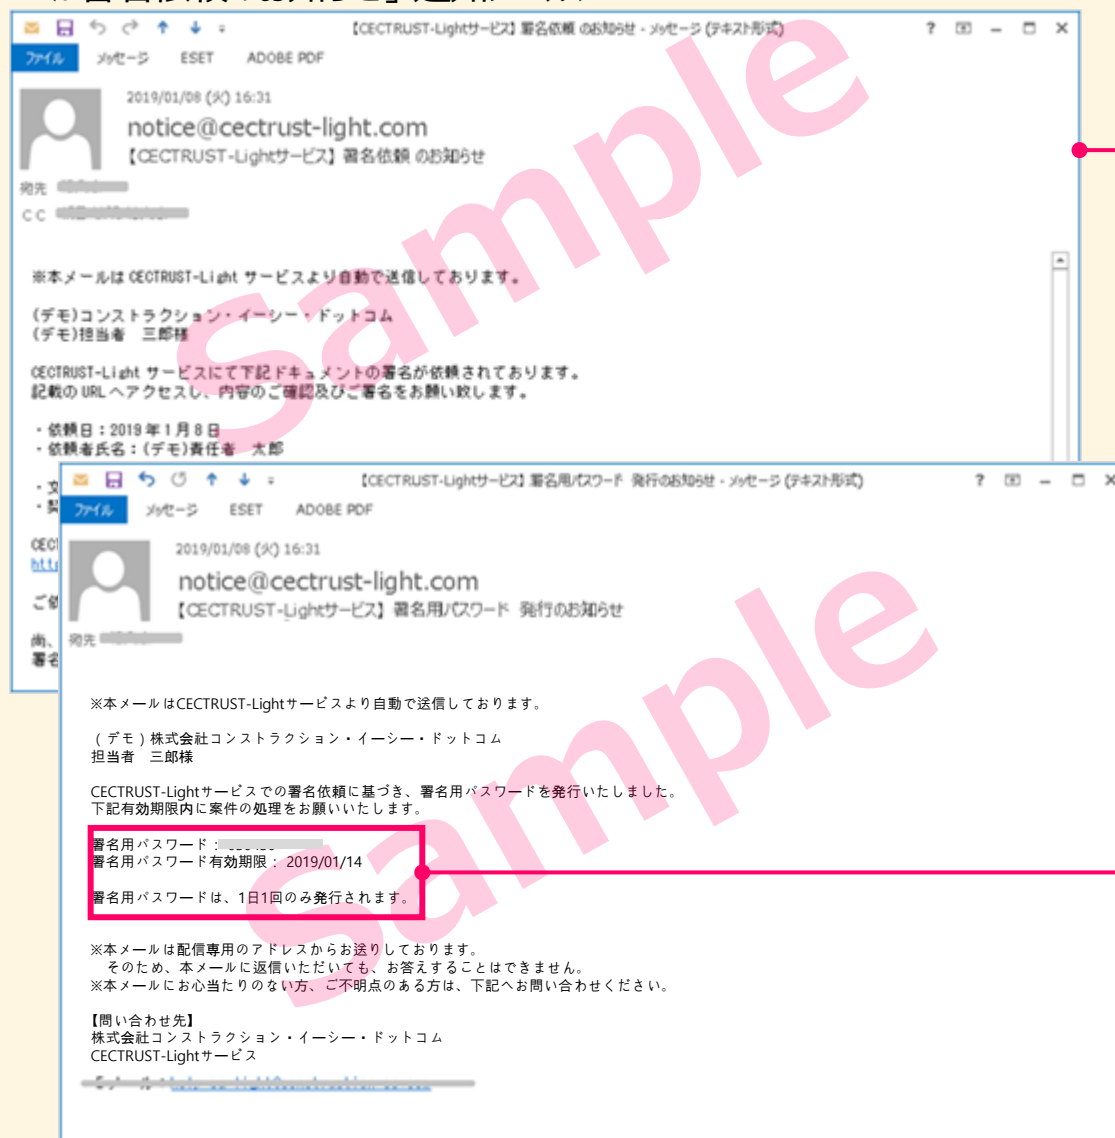 【CECTRUST-Lightサービス】署名依頼 のお知らせ - メッセージ (テキスト形式)
ファイル メッセージ ESET ADOBE PDF
2019/01/08 (火) 16:31
notice@cectrust-light.com
【CECTRUST-Lightサービス】署名依頼 のお知らせ
宛先
CC
※本メールは CECTRUST-Light サービスより自動で送信しております。
(デモ)コンストラクション・イーシー・ドットコム
(デモ)担当者 三郎様
CECTRUST-Light サービスにて下記ドキュメントの署名が依頼されております。
記載の URL へアクセスし、内容のご確認及びご署名をお願い致します。
・依頼日：2019 年 1 月 8 日
・依頼者氏名：(デモ)責任者 太郎
・文
・契
CEC
http
ご
尚、
署名
【CECTRUST-Lightサービス】署名用パスワード 発行のお知らせ - メッセージ (テキスト形式)
ファイル メッセージ ESET ADOBE PDF
2019/01/08 (火) 16:31
notice@cectrust-light.com
【CECTRUST-Lightサービス】署名用パスワード 発行のお知らせ
宛先
※本メールはCECTRUST-Lightサービスより自動で送信しております。
（デモ）株式会社コンストラクション・イーシー・ドットコム
担当者 三郎様
CECTRUST-Lightサービスでの署名依頼に基づき、署名用パスワードを発行いたしました。
下記有効期限内に案件の処理をお願いいたします。
署名用パスワード：
署名用パスワード有効期限： 2019/01/14
署名用パスワードは、1日1回のみ発行されます。
※本メールは配信専用のアドレスからお送りしております。
そのため、本メールに返信いただいても、お答えすることはできません。
※本メールにお心当たりのない方、ご不明点のある方は、下記へお問い合わせください。
【問い合わせ先】
株式会社コンストラクション・イーシー・ドットコム
CECTRUST-Lightサービス
Sample
Sample